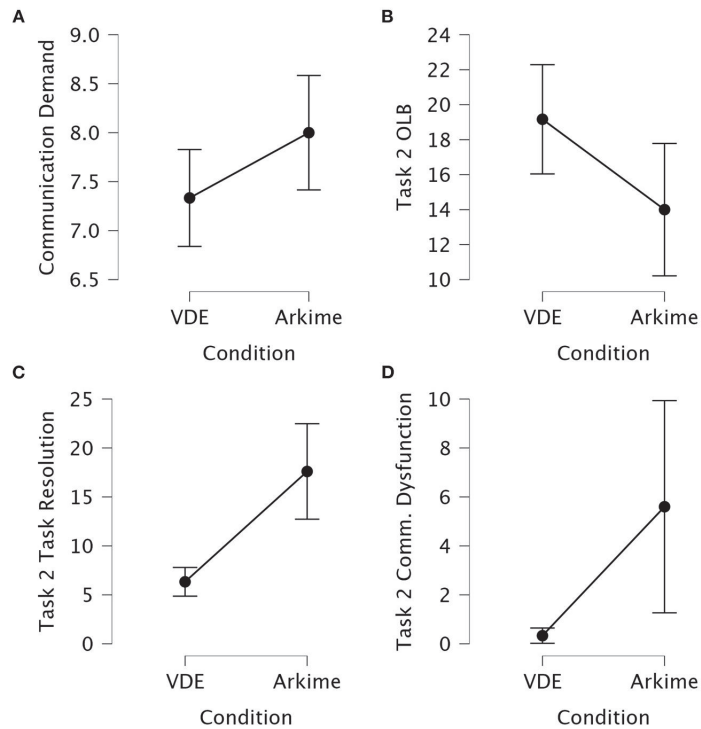 A
Communication Demand
9.0
8.5
8.0
7.5
7.0
6.5
VDE Arkime
Condition
B
Task 2 OLB
24
22
20
18
16
14
12
10
VDE Arkime
Condition
C
Task 2 Task Resolution
25
20
15
10
5
0
VDE Arkime
Condition
D
Task 2 Comm. Dysfunction
10
8
6
4
2
0
VDE Arkime
Condition